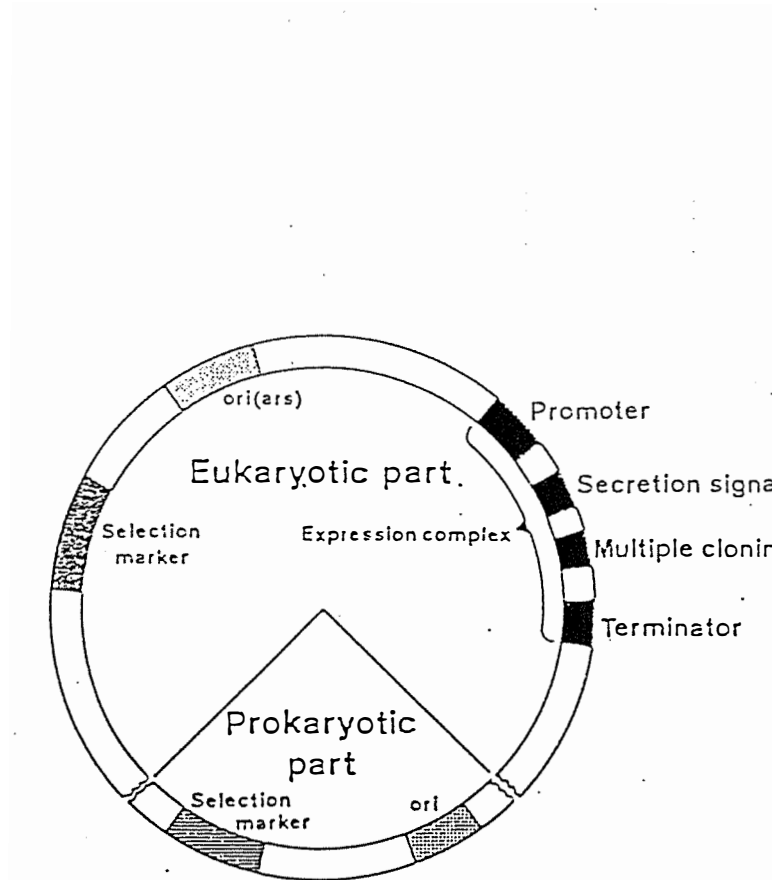 ori(ars)
Promoter
Eukaryotic part.
Secretion signa
Selection
marker
Expression complex
Multiple clonin
Terminator
Prokaryotic
part
Selection
marker
ori